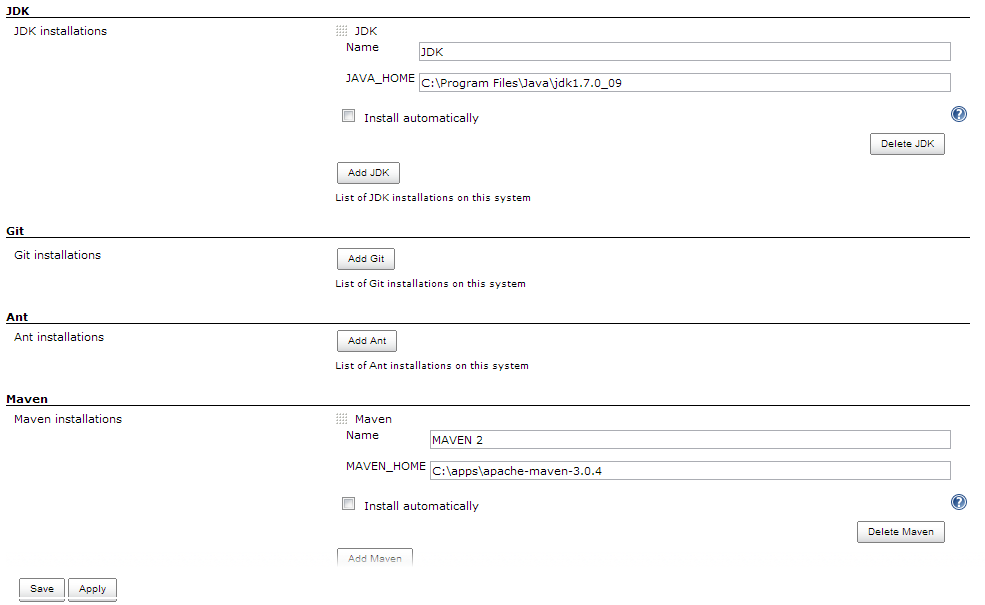 JDK
JDK installations
JDK
Name
JDK
JAVA_HOME
C:\Program Files\Java\jdk1.7.0_09
Install automatically
?
Delete JDK
Add JDK
List of JDK installations on this system
Git
Git installations
Add Git
List of Git installations on this system
Ant
Ant installations
Add Ant
List of Ant installations on this system
Maven
Maven installations
Maven
Name
MAVEN 2
MAVEN_HOME
C:\apps\apache-maven-3.0.4
Install automatically
?
Delete Maven
Add Maven
Save
Apply